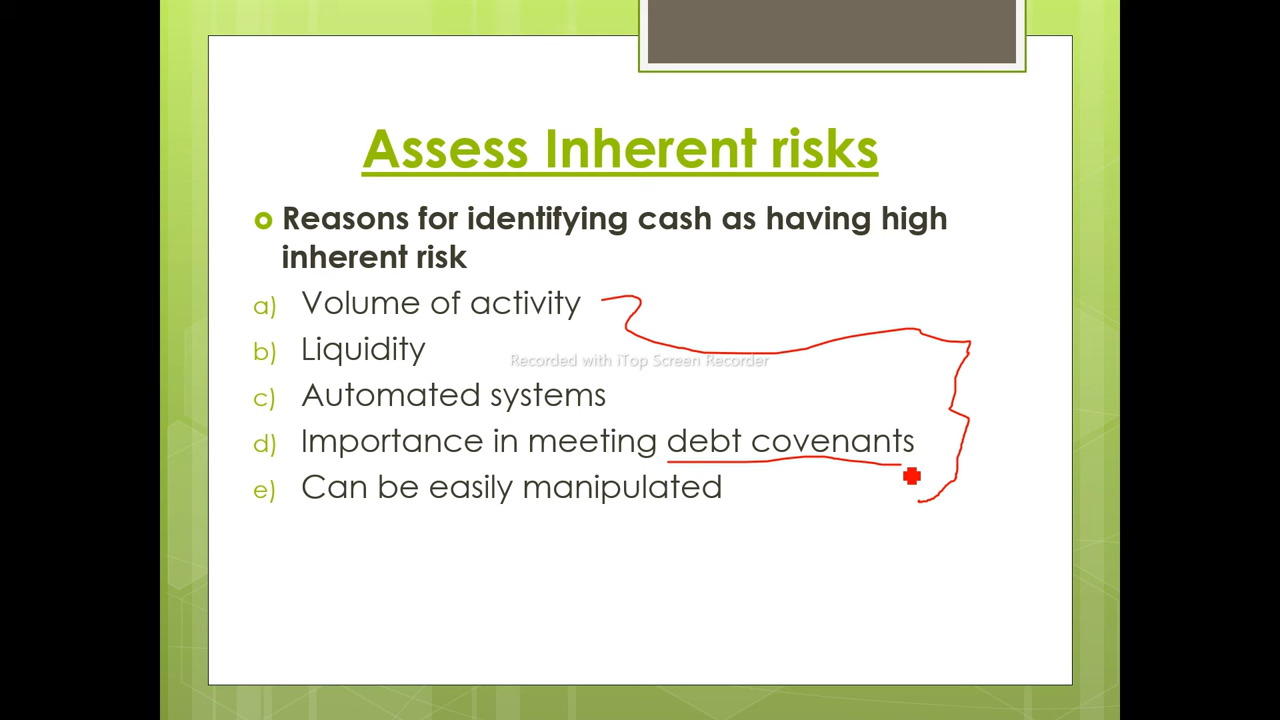 Assess Inherent risks
Reasons for identifying cash as having high
inherent risk
a) Volume of activity
b) Liquidity
Recorded with iTop Screen Recorder
c) Automated systems
d) Importance in meeting debt covenants
e) Can be easily manipulated